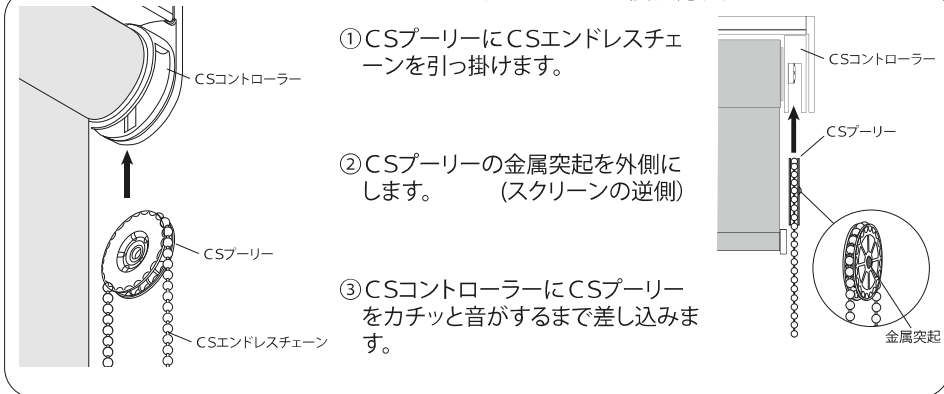 ①CSプーリーにCSエンドレスチェ
ーンを引っ掛けます。
②CSプーリーの金属突起を外側に
します。 (スクリーンの逆側)
③CSコントローラーにCSプーリー
をカチッと音がするまで差し込みま
す。
CSコントローラー
CSプーリー
CSエンドレスチェーン
CSコントローラー
CSプーリー
金属突起